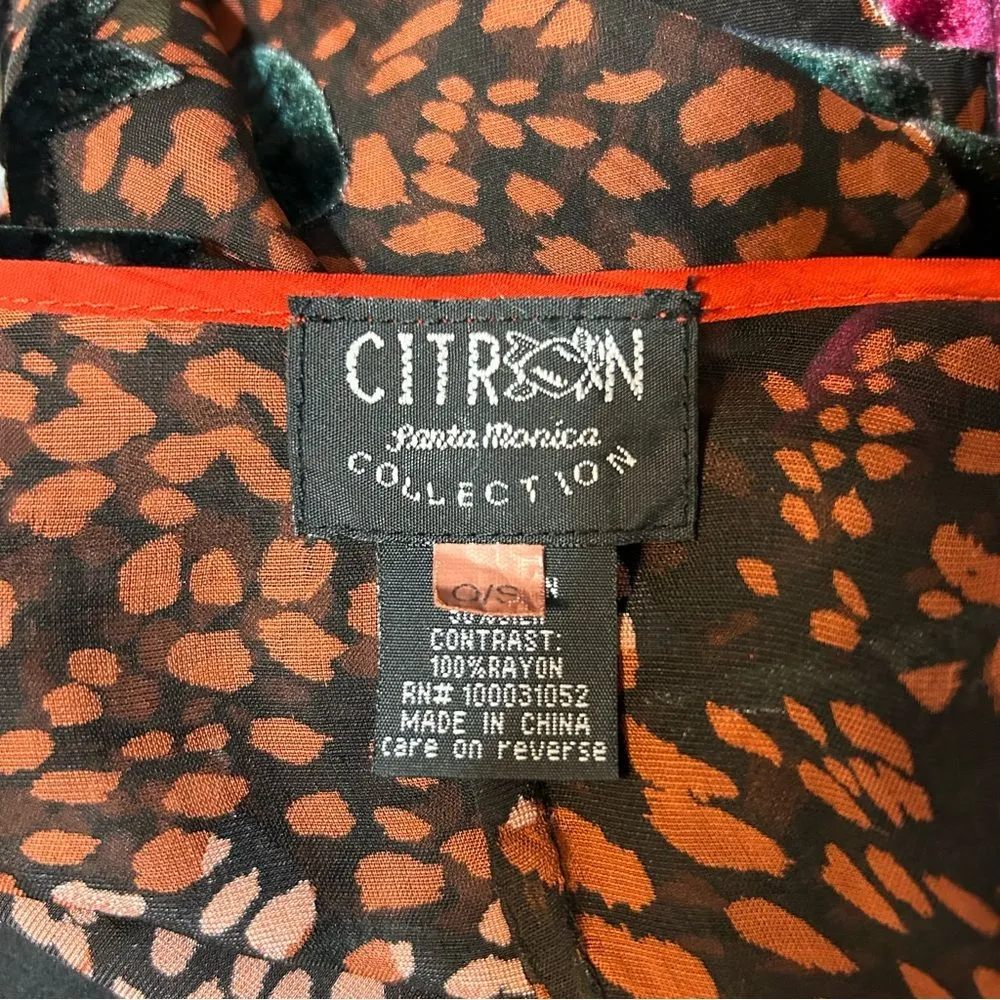 CITRON
Santa Monica
COLLECTION
O/S
CONTRAST:
100%RAYON
RN# 100031052
MADE IN CHINA
care on reverse